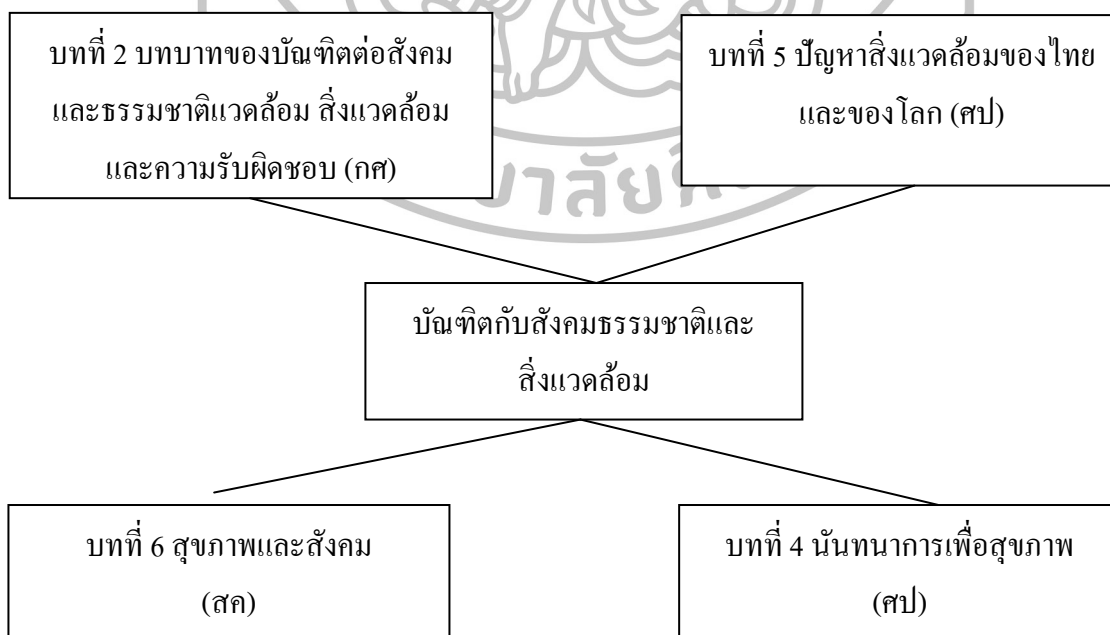 บทที่ 2 บทบาทของบัณฑิตต่อสังคม
และธรรมชาติแวดล้อม สิ่งแวดล้อม
และความรับผิดชอบ (กศ)
บทที่ 5 ปัญหาสิ่งแวดล้อมของไทย
และของโลก (ศป)
บัณฑิตกับสังคมธรรมชาติและ
สิ่งแวดล้อม
บทที่ 6 สุขภาพและสังคม
(สค)
บทที่ 4 นันทนาการเพื่อสุขภาพ
(ศป)